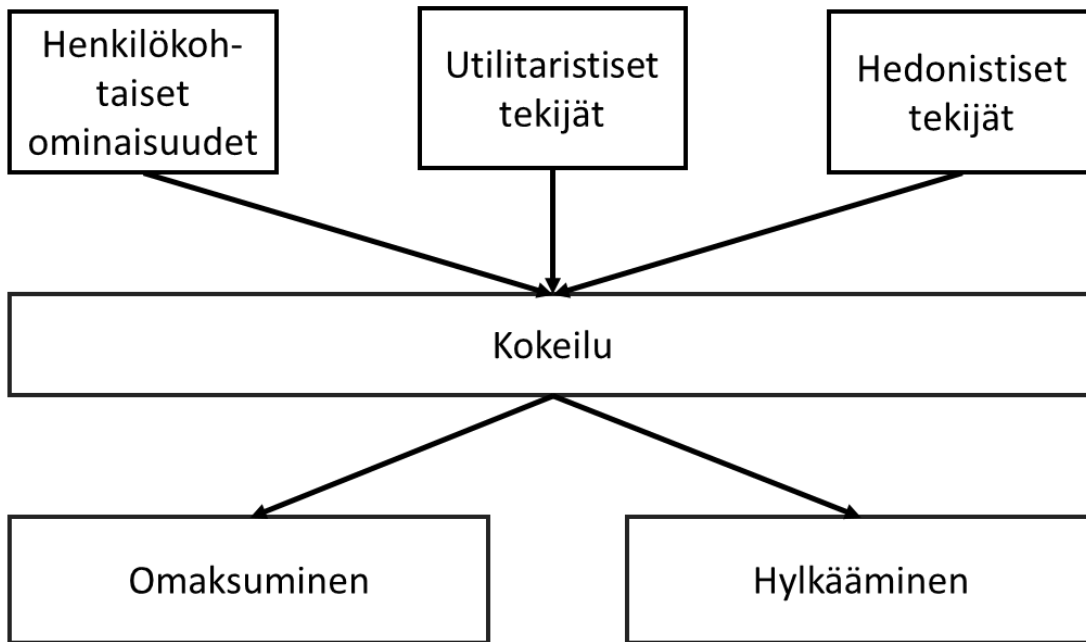 Henkilökoh-
taiset
ominaisuudet
Utilitaristiset
tekijät
Hedonistiset
tekijät
Kokeilu
Omaksuminen
Hylkääminen